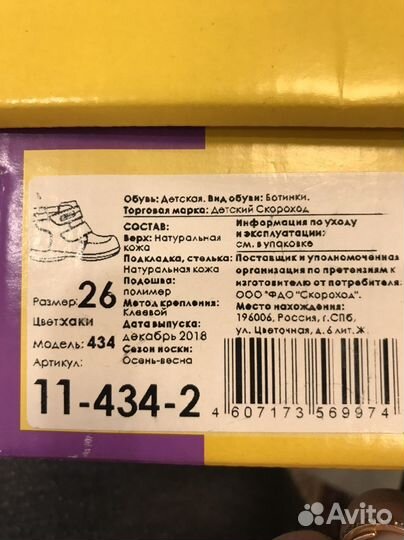 Обувь: Детская. Вид обуви: Ботинки.
Торговая марка: Детский Скороход
СОСТАВ:
Верх: Натуральная
кожа
Подкладка, стелька:
Натуральная кожа
Подошва:
полимер
Метод крепления:
Клеевой
Дата выпуска:
декабрь 2018
Сезон носки:
Осень-весна
Информация по уходу
и эксплуатации:
см. в упаковке
Поставщик и уполномоченная
организация по претензиям к
изготовителю от потребителя:
ООО "ФДО "Скороход".
Место нахождения:
196006, Россия, г.СПб,
ул. Цветочная, д.6 лит.Ж.
Размер: 26
Цвет:хаки
Модель: 434
Артикул:
11-434-2
4 607173 569974
Avito